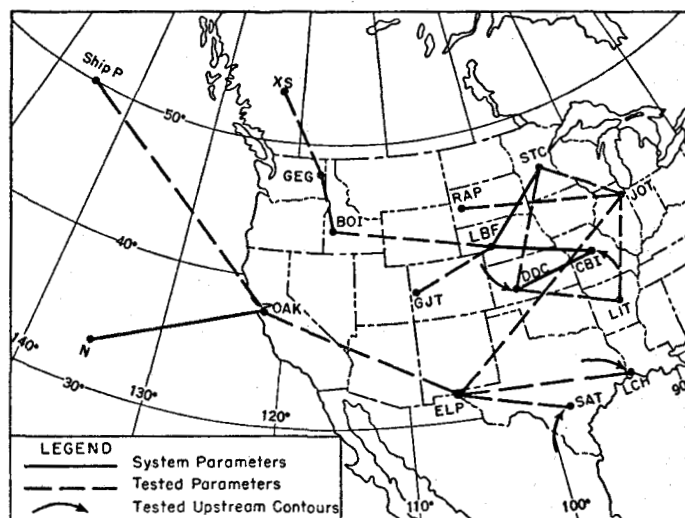 Ship P
XS
50°
STC
GEG
RAP
JOT
BOI
LBF
40°
DDC
CBI
GJT
LIT
OAK
N
140°
30°
130°
LCH
90°
ELP
SAT
120°
LEGEND
System Parameters
Tested Parameters
Tested Upstream Contours
110°
100°